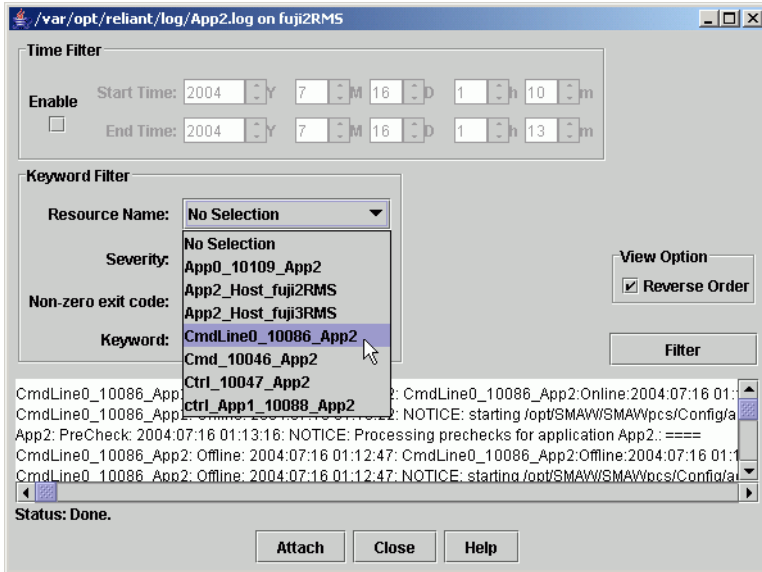 /var/opt/reliant/log/App2.log on fuji2RMS
Time Filter
Enable
Start Time: 2004 Y 7 M 16 D 1 h 10 m
End Time: 2004 Y 7 M 16 D 1 h 13 m
Keyword Filter
Resource Name: No Selection
No Selection
Severity:
App0_10109_App2
App2_Host_fuji2RMS
Non-zero exit code:
App2_Host_fuji3RMS
Keyword:
CmdLine0_10086_App2
Cmd_10046_App2
Ctrl_10047_App2
ctrl_App1_10088_App2
View Option
Reverse Order
Filter
CmdLine0_10086_App 2: CmdLine0_10086_App2:Online:2004:07:16 01:
CmdLine0_10086_App NOTICE: starting /opt/SMAW/SMAWpcs/Config/a
App2: PreCheck: 2004:07:16 01:13:16: NOTICE: Processing prechecks for application App2.: ====
CmdLine0_10086_App2: Offline: 2004:07:16 01:12:47: CmdLine0_10086_App2:Offline:2004:07:16 01:1
CmdLine0_10086_App2: Offline: 2004:07:16 01:12:47: NOTICE: starting /opt/SMAW/SMAWpcs/Config/a
Status: Done.
Attach Close Help